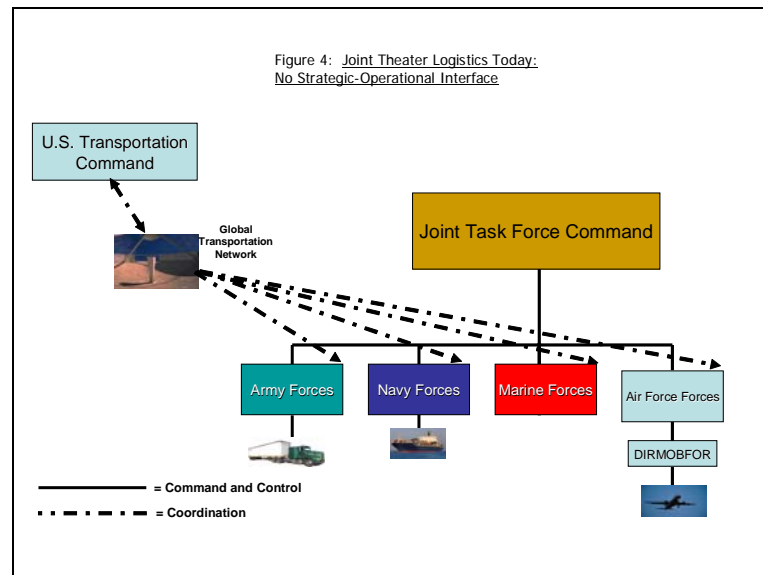 Figure 4: Joint Theater Logistics Today:
No Strategic-Operational Interface
U.S. Transportation
Command
Global
Transportation
Network
Joint Task Force Command
Army Forces
Navy Forces
Marine Forces
Air Force Forces
DIRMOBFOR
= Command and Control
= Coordination